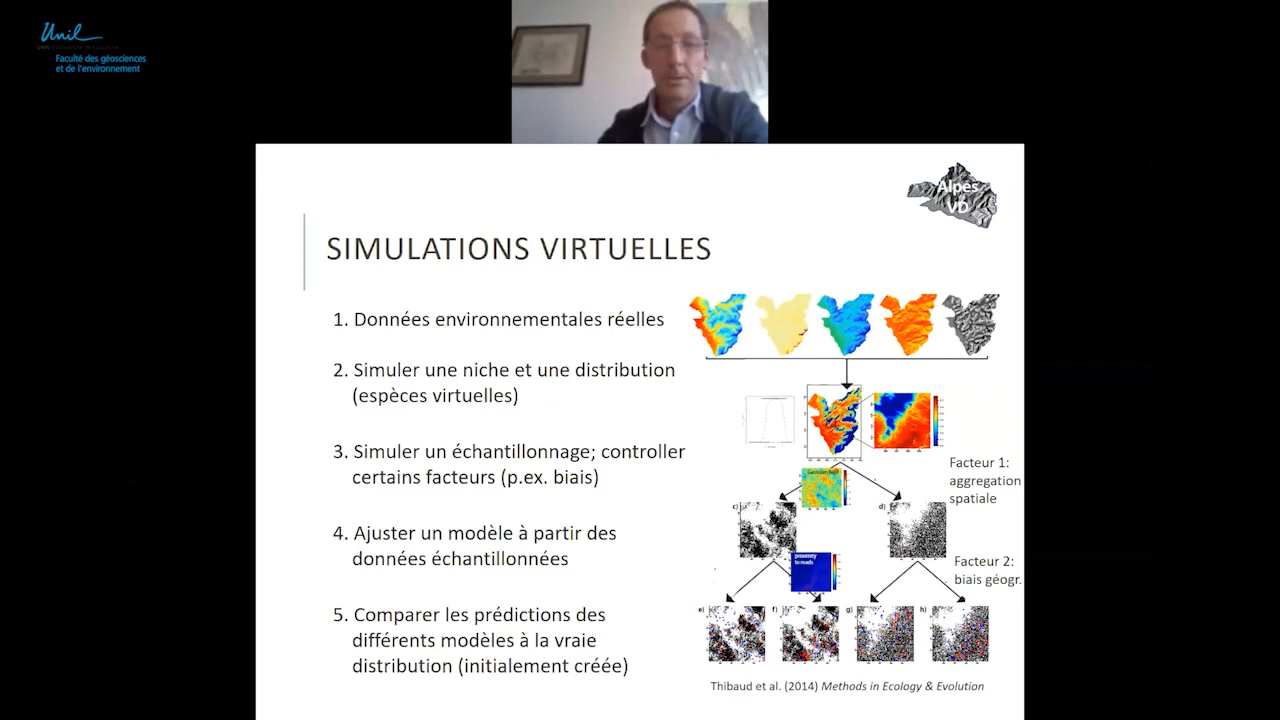 Unil
Faculté des géosciences
et de l'environnement
Alpes
VD
SIMULATIONS VIRTUELLES
1. Données environnementales réelles
2. Simuler une niche et une distribution
(espèces virtuelles)
3. Simuler un échantillonnage; controller
certains facteurs (p.ex. biais)
4. Ajuster un modèle à partir des
données échantillonnées
5. Comparer les prédictions des
différents modèles à la vraie
distribution (initialement créée)
Facteur 1:
aggregation
spatiale
c)
d)
proximity
to roads
Facteur 2:
biais géogr.
e)
f)
g)
h)
Thibaud et al. (2014) Methods in Ecology & Evolution